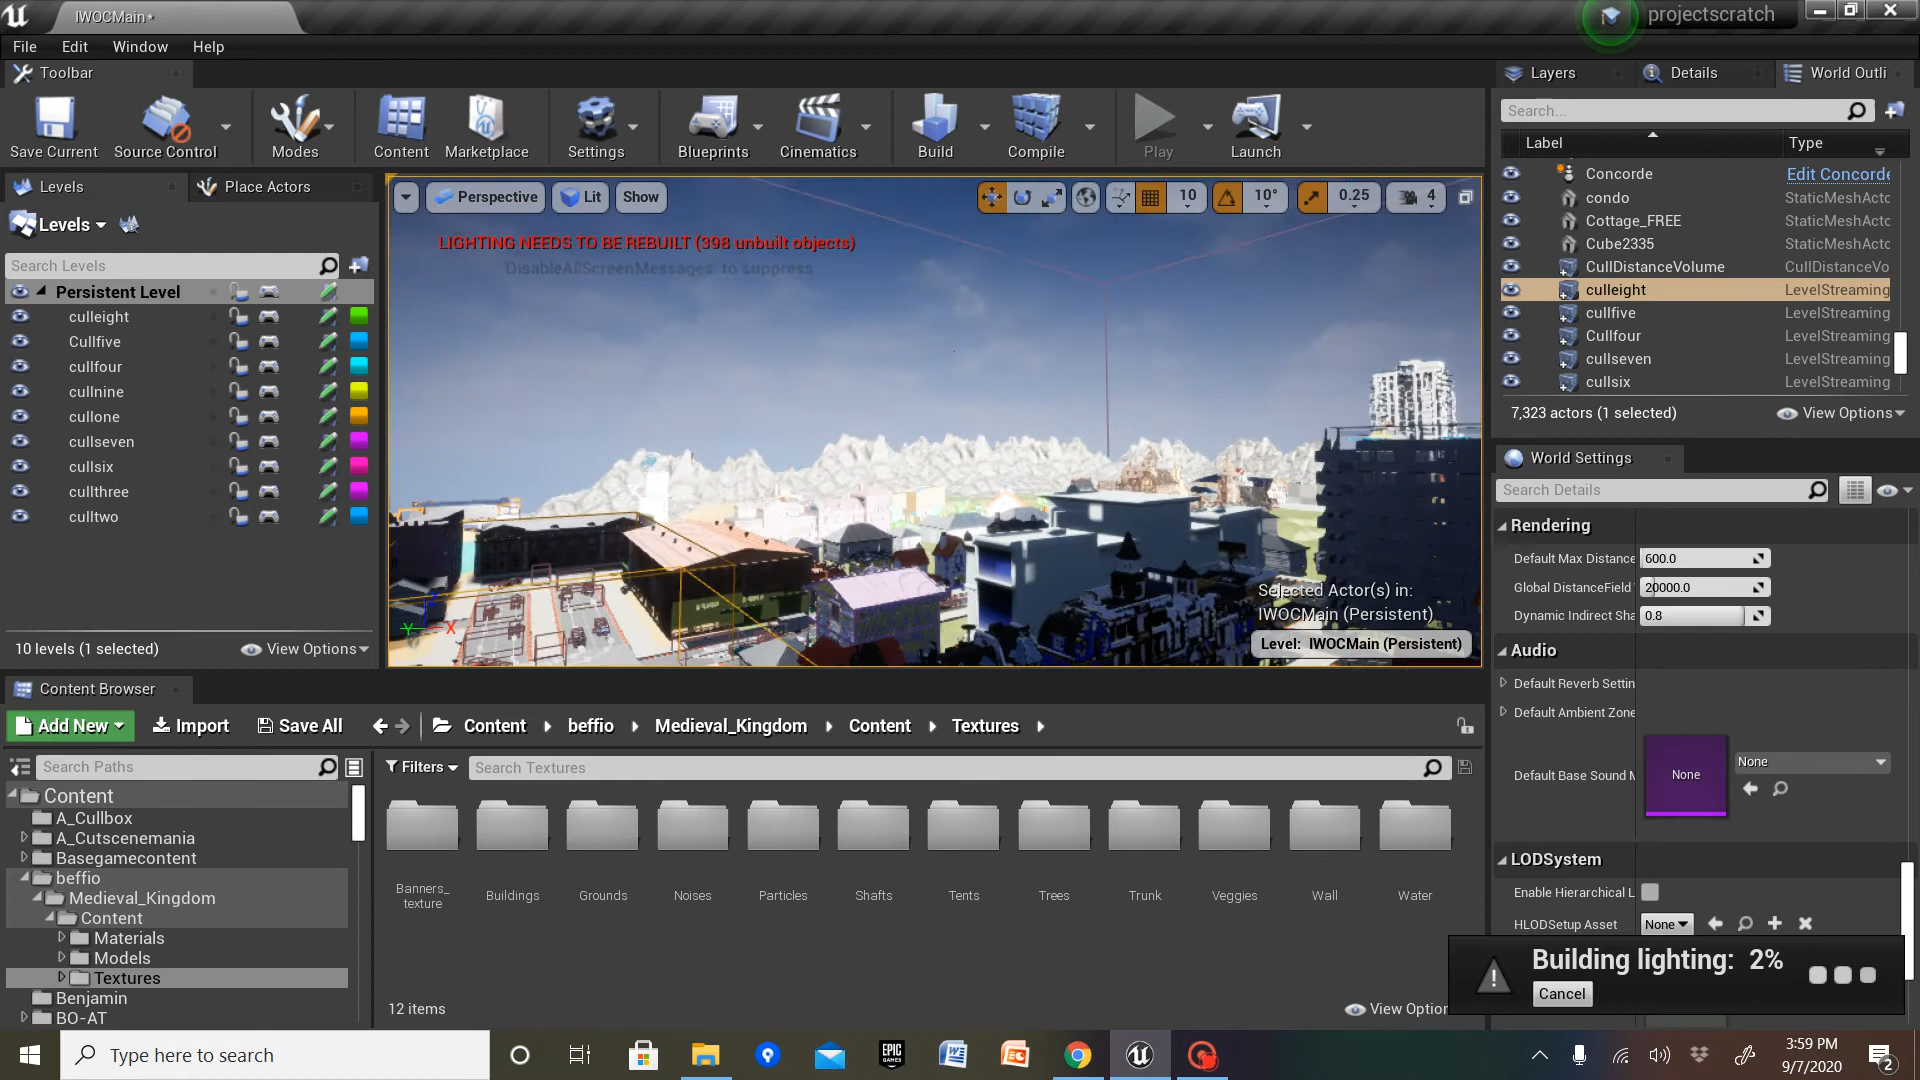 IWOCMain*
projectscratch
File Edit Window Help
Toolbar
Save Current
Source Control
Modes
Content
Marketplace
Settings
Blueprints
Cinematics
Build
Compile
Play
Launch
Levels
Place Actors
Levels
Search Levels
Persistent Level
culleight
Cullfive
cullfour
cullnine
cullone
cullseven
cullsix
cullthree
culltwo
10 levels (1 selected)
View Options
Perspective
Lit
Show
10
10°
0.25
4
LIGHTING NEEDS TO BE REBUILT (398 unbuilt objects)
'DisableAllScreenMessages' to suppress
Selected Actor(s) in:
IWOCMain (Persistent)
Level: IWOCMain (Persistent)
X
Y
Layers
Details
World Outli
Search...
Label
Type
Concorde Edit Concorde
condo StaticMeshActo
Cottage_FREE StaticMeshActo
Cube2335 StaticMeshActo
CullDistanceVolume CullDistanceVo
culleight LevelStreaming
cullfive LevelStreaming
Cullfour LevelStreaming
cullseven LevelStreaming
cullsix LevelStreaming
7,323 actors (1 selected)
View Options
World Settings
Search Details
Rendering
Default Max Distance 600.0
Global DistanceField 20000.0
Dynamic Indirect Sha 0.8
Audio
Default Reverb Settin
Default Ambient Zone
Default Base Sound M
None
None
LODSystem
Enable Hierarchical L
HLODSetup Asset None
Building lighting: 2%
Cancel
Content Browser
Add New
Import
Save All
Content
beffio
Medieval_Kingdom
Content
Textures
Search Paths
Filters
Search Textures
Content
A_Cullbox
A_Cutscenemania
Basegamecontent
beffio
Medieval_Kingdom
Content
Materials
Models
Textures
Benjamin
BO-AT
Banners_
texture
Buildings
Grounds
Noises
Particles
Shafts
Tents
Trees
Trunk
Veggies
Wall
Water
12 items
View Option
Type here to search
EPIC
GAMES
3:59 PM
9/7/2020
2